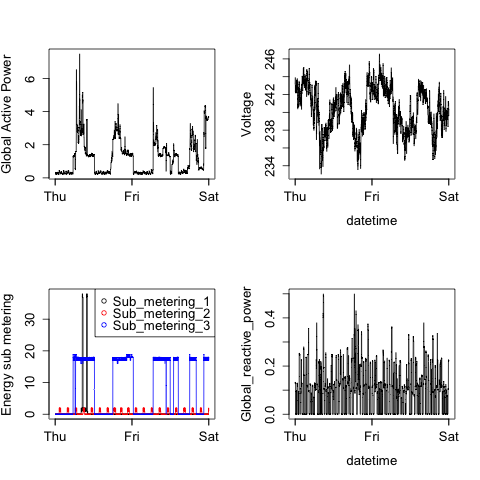 Global Active Power
0 2 4 6
Thu Fri Sat
Voltage
234 238 242 246
Thu Fri Sat
datetime
Energy sub metering
0 10 20 30
Sub_metering_1
Sub_metering_2
Sub_metering_3
Thu Fri Sat
Global_reactive_power
0.0 0.2 0.4
Thu Fri Sat
datetime